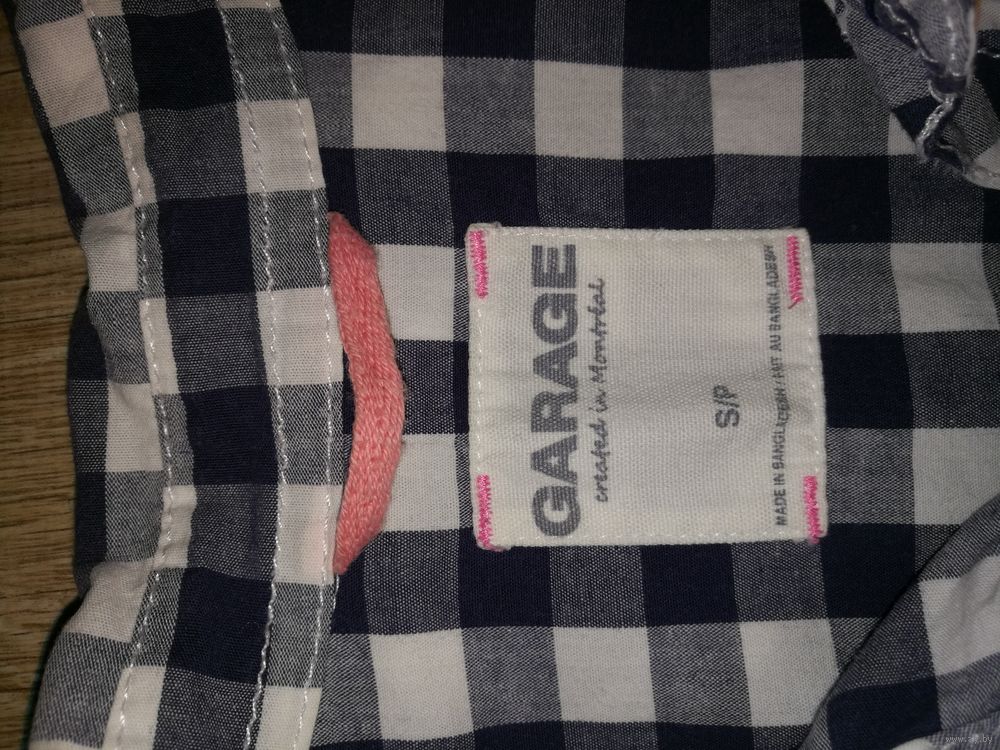 GARAGE
created in Montréal
S/P
MADE IN BANGLADESH / FAIT AU BANGLADESH